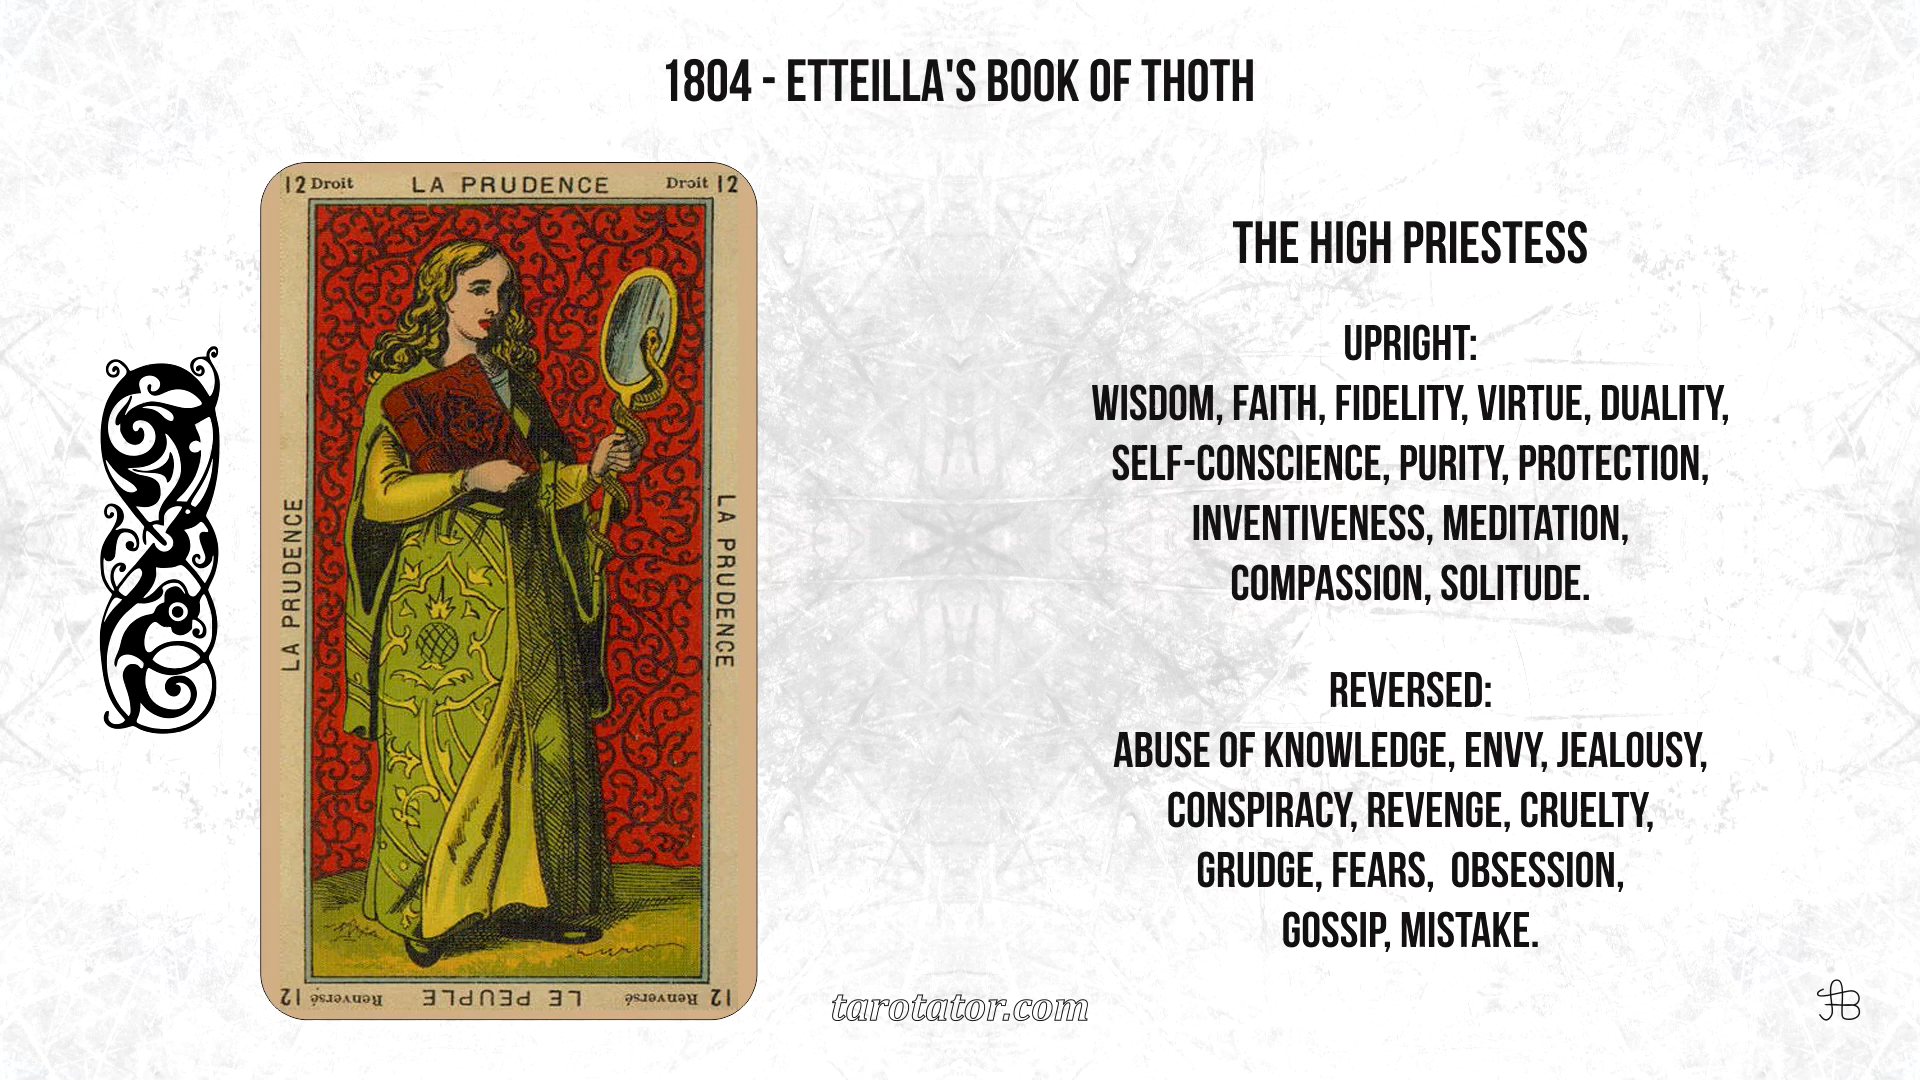 1804 - ETTEILLA'S BOOK OF THOTH
12 Droit LA PRUDENCE Droit 12
LA PRUDENCE
LA PRUDENCE
12 Renversé LE PEUPLE Renversé 12
THE HIGH PRIESTESS
UPRIGHT:
WISDOM, FAITH, FIDELITY, VIRTUE, DUALITY,
SELF-CONSCIENCE, PURITY, PROTECTION,
INVENTIVENESS, MEDITATION,
COMPASSION, SOLITUDE.
REVERSED:
ABUSE OF KNOWLEDGE, ENVY, JEALOUSY,
CONSPIRACY, REVENGE, CRUELTY,
GRUDGE, FEARS, OBSESSION,
GOSSIP, MISTAKE.
tarotator.com